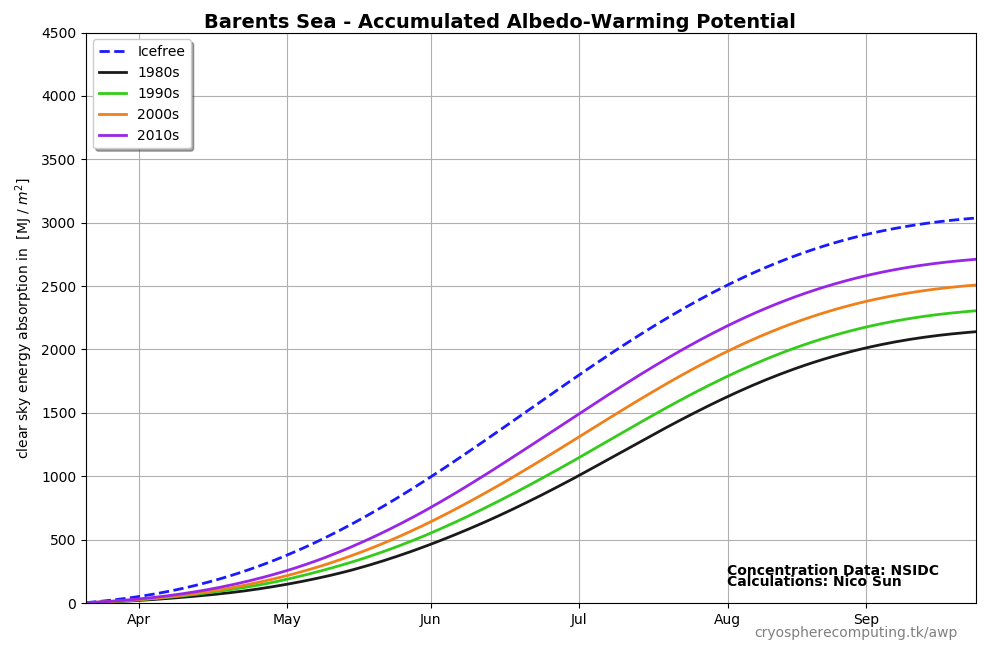 Barents Sea - Accumulated Albedo-Warming Potential
4500
4000
3500
3000
2500
2000
1500
1000
500
0
clear sky energy absorption in [MJ / m²]
Icefree
1980s
1990s
2000s
2010s
Concentration Data: NSIDC
Calculations: Nico Sun
Apr May Jun Jul Aug Sep
cryospherecomputing.tk/awp